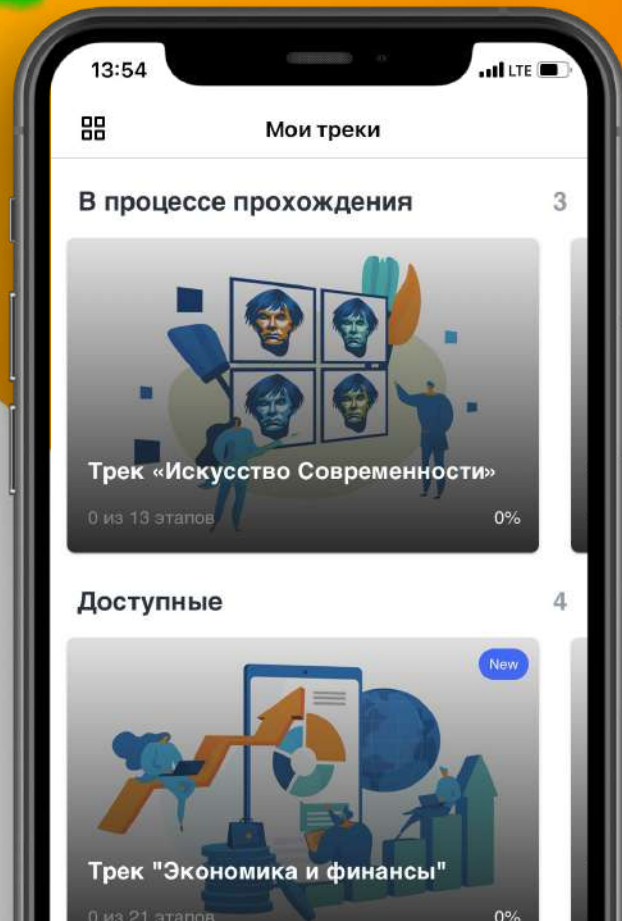 13:54
LTE
Мои треки
В процессе прохождения 3
Трек «Искусство Современности»
0 из 13 этапов 0%
Доступные 4
New
Трек "Экономика и финансы"
0 из 21 этапов 0%